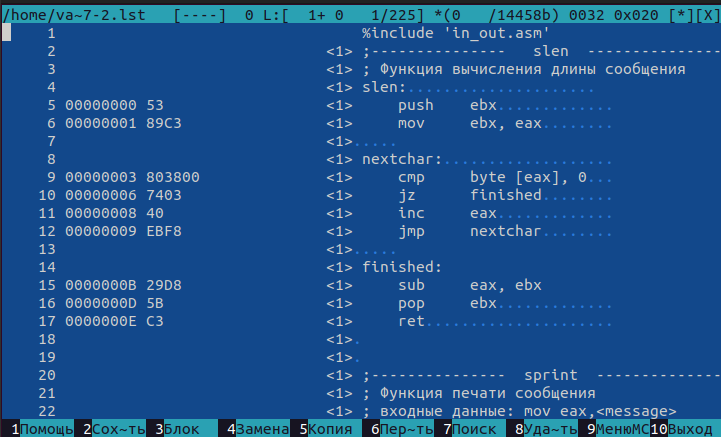 /home/va~7-2.lst   [----]  0 L:[  1+ 0   1/225] *(0   /14458b) 0032 0x020 [*][X]
     1                                  %include 'in_out.asm'
     2                              <1> ;---------------   slen   --------------
     3                              <1> ; Функция вычисления длины сообщения
     4                              <1> slen:.....................
     5 00000000 53                  <1>     push    ebx.............
     6 00000001 89C3                <1>     mov     ebx, eax........
     7                              <1>.....
     8                              <1> nextchar:...................
     9 00000003 803800              <1>     cmp     byte [eax], 0...
    10 00000006 7403                <1>     jz      finished........
    11 00000008 40                  <1>     inc     eax.............
    12 00000009 EBF8                <1>     jmp     nextchar........
    13                              <1>.....
    14                              <1> finished:
    15 0000000B 29D8                <1>     sub     eax, ebx
    16 0000000D 5B                  <1>     pop     ebx.............
    17 0000000E C3                  <1>     ret.....................
    18                              <1>.
    19                              <1>.
    20                              <1> ;---------------  sprint  --------------
    21                              <1> ; Функция печати сообщения
    22                              <1> ; входные данные: mov eax,<message>
1Помощь 2Сох~ть 3Блок 4Замена 5Копия 6Пер~ть 7Поиск 8Уда~ть 9МенюMC 10Выход